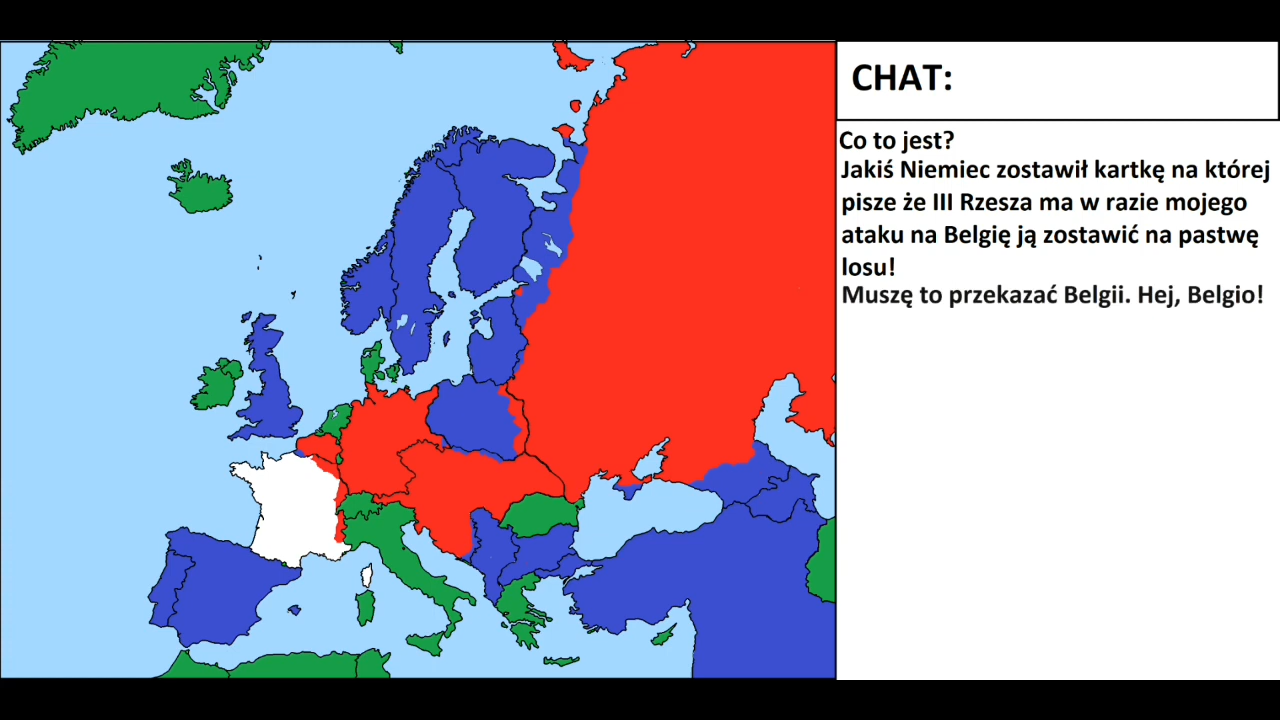 CHAT:
Co to jest?
Jakiś Niemiec zostawił kartkę na której
pisze że III Rzesza ma w razie mojego
ataku na Belgię ją zostawić na pastwę
losu!
Muszę to przekazać Belgii. Hej, Belgio!